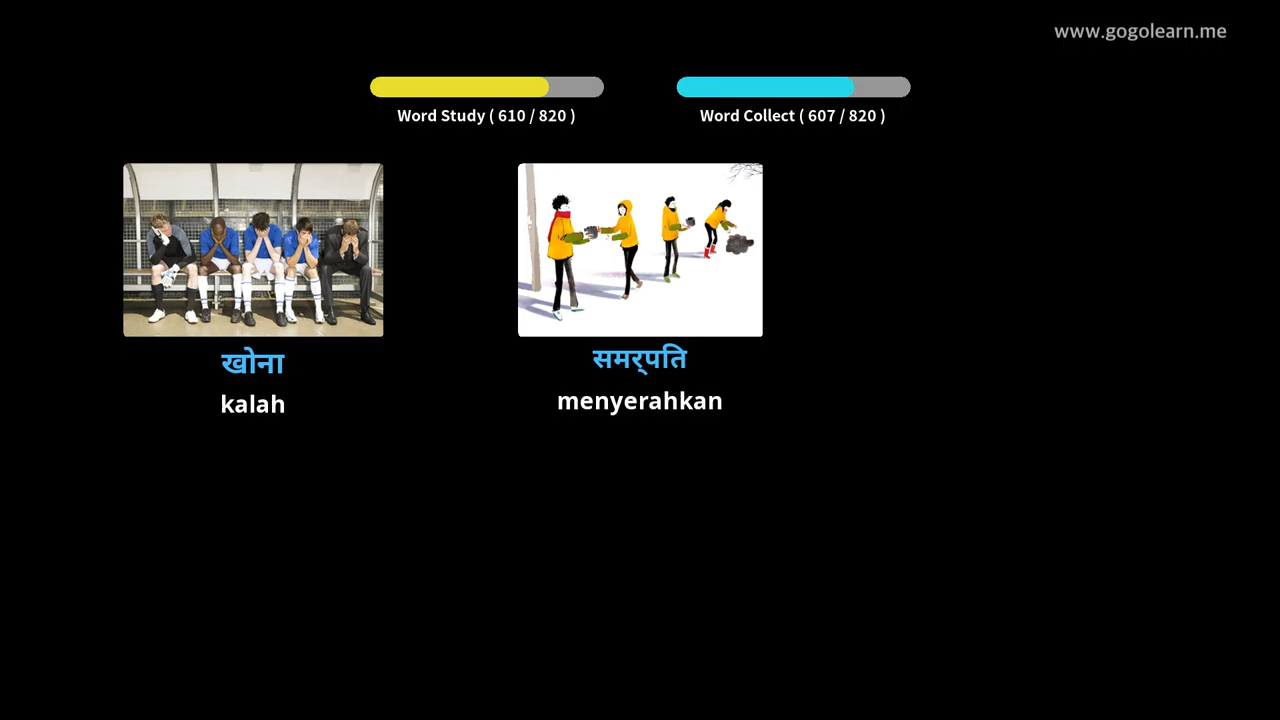 www.gogolearn.me
Word Study ( 610 / 820 )
Word Collect ( 607 / 820 )
खोना
kalah
समर्पति
menyerahkan